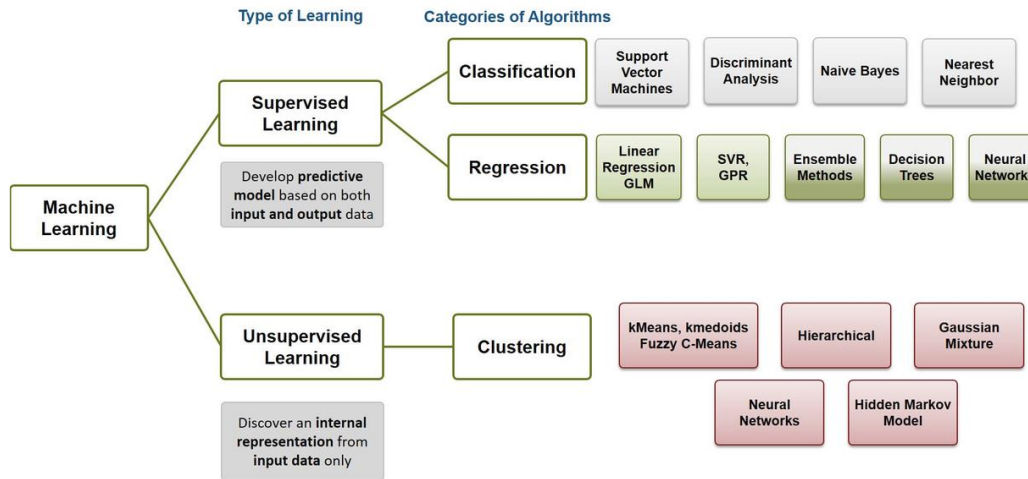 Type of Learning
Categories of Algorithms
Machine
Learning
Supervised
Learning
Develop predictive
model based on both
input and output data
Classification
Support
Vector
Machines
Discriminant
Analysis
Naive Bayes
Nearest
Neighbor
Regression
Linear
Regression
GLM
SVR,
GPR
Ensemble
Methods
Decision
Trees
Neural
Network
Unsupervised
Learning
Discover an internal
representation from
input data only
Clustering
kMeans, kmedoids
Fuzzy C-Means
Hierarchical
Gaussian
Mixture
Neural
Networks
Hidden Markov
Model